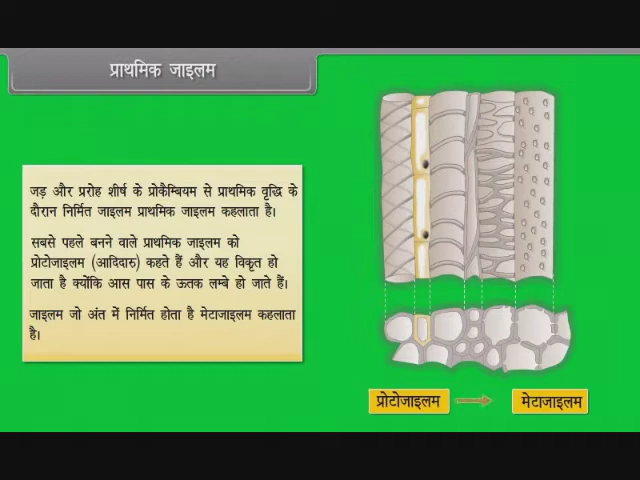 प्राथमिक जाइलम
जड़ और प्ररोह शीर्ष के प्रोकैम्बियम से प्राथमिक वृद्धि के
दौरान निर्मित जाइलम प्राथमिक जाइलम कहलाता है।
सबसे पहले बनने वाले प्राथमिक जाइलम को
प्रोटोजाइलम (आदिदारु) कहते हैं और यह विकृत हो
जाता है क्योंकि आस पास के ऊतक लम्बे हो जाते हैं।
जाइलम जो अंत में निर्मित होता है मेटाजाइलम कहलाता
है।
प्रोटोजाइलम
मेटाजाइलम